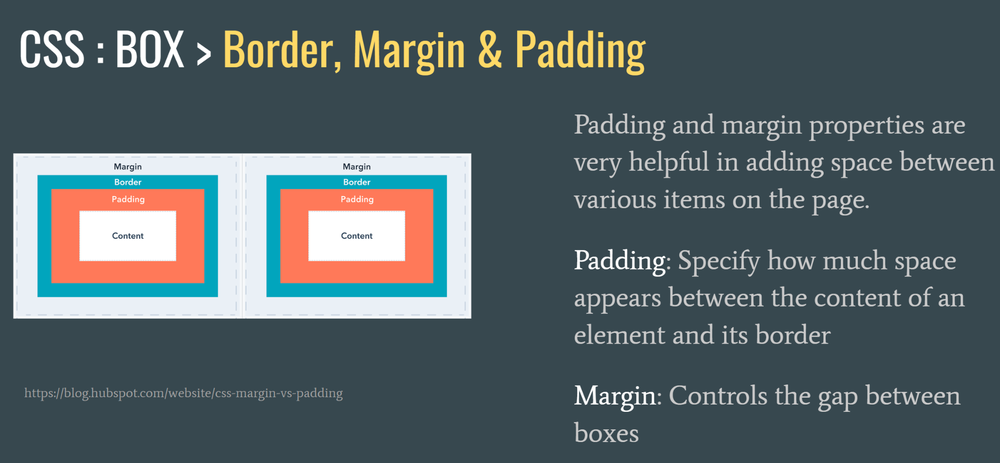 CSS : BOX > Border, Margin & Padding
Margin
Border
Padding
Content
Margin
Border
Padding
Content
https://blog.hubspot.com/website/css-margin-vs-padding
Padding and margin properties are
very helpful in adding space between
various items on the page.
Padding: Specify how much space
appears between the content of an
element and its border
Margin: Controls the gap between
boxes